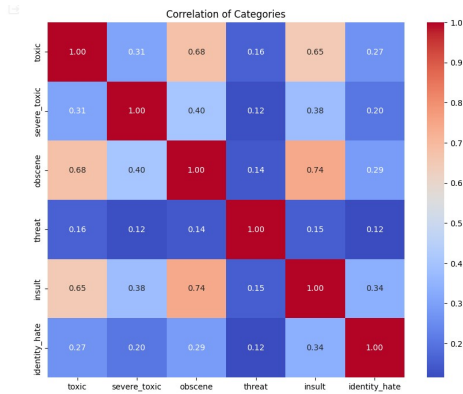 Correlation of Categories
toxic 1.00 0.31 0.68 0.16 0.65 0.27
severe_toxic 0.31 1.00 0.40 0.12 0.38 0.20
obscene 0.68 0.40 1.00 0.14 0.74 0.29
threat 0.16 0.12 0.14 1.00 0.15 0.12
insult 0.65 0.38 0.74 0.15 1.00 0.34
identity_hate 0.27 0.20 0.29 0.12 0.34 1.00
toxic severe_toxic obscene threat insult identity_hate
1.0
0.9
0.8
0.7
0.6
0.5
0.4
0.3
0.2